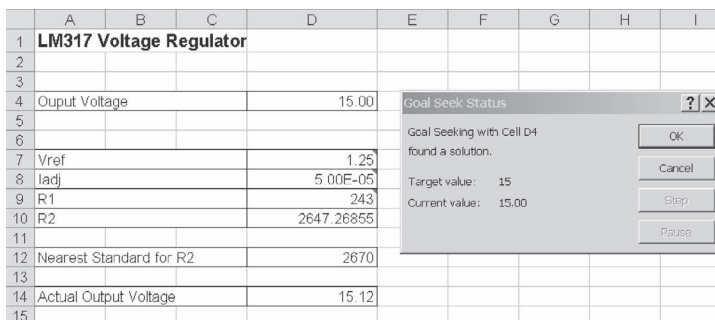 A B C D E F G H I
1 LM317 Voltage Regulator
2
3
4 Ouput Voltage 15.00
5
6
7 Vref 1.25
8 Iadj 5.00E-05
9 R1 243
10 R2 2647.26855
11
12 Nearest Standard for R2 2670
13
14 Actual Output Voltage 15.12
15
Goal Seek Status ? X
Goal Seeking with Cell D4
found a solution.
Target value: 15
Current value: 15.00
OK
Cancel
Step
Pause